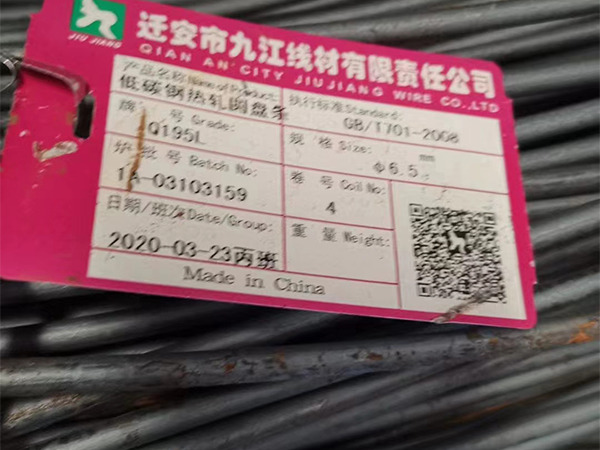 JIU JIANG
迁安市九江线材有限责任公司
QIAN AN CITY JIUJIANG WIRE CO.,LTD
产品名称Name of Product:
低碳钢热轧圆盘条
执行标准Standard:
GB/T701-2008
牌 号 Grade:
Q195L
规 格 Size:
Φ6.5 mm
炉批号 Batch No:
1A-03103159
卷 号 Coil No:
4
日期/班次Date/Group:
2020-03-23丙班
重 量 Weight:
Made in China